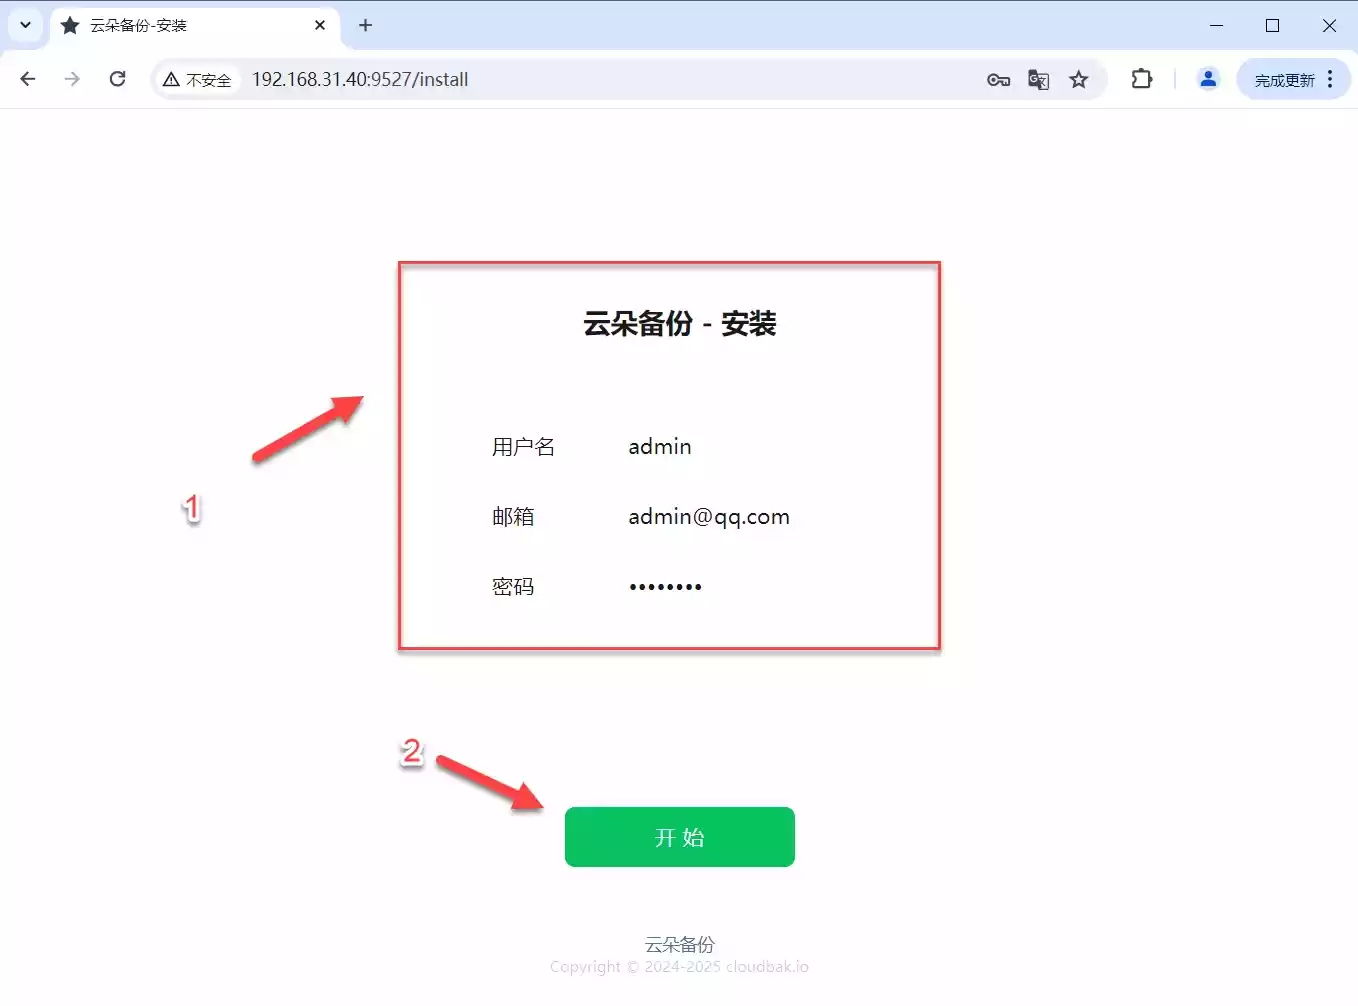 云朵备份-安装
不安全
192.168.31.40:9527/install
完成更新
云朵备份 - 安装
用户名 admin
1
邮箱 admin@qq.com
密码 ••••••••
2
开 始
云朵备份
Copyright © 2024-2025 cloudbak.io